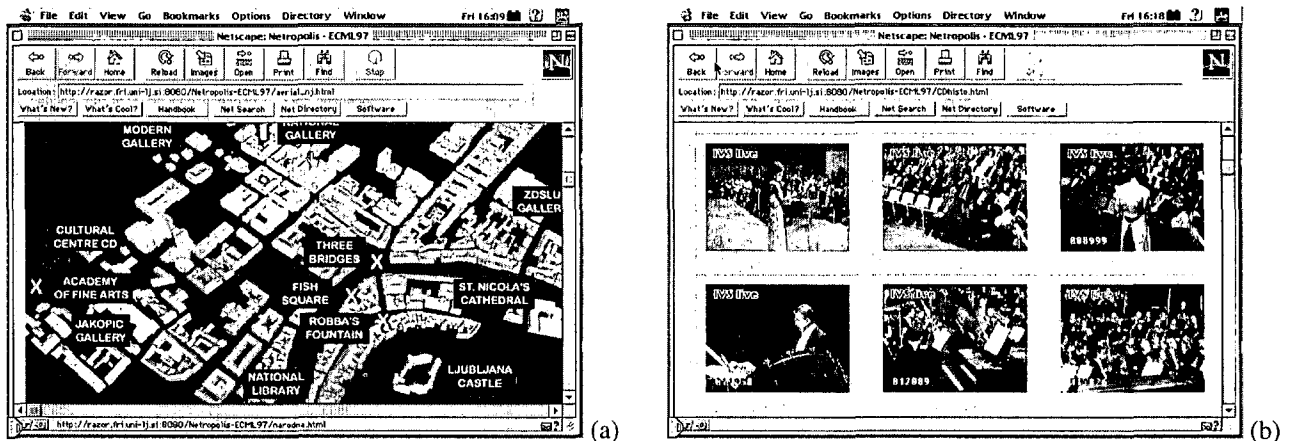 File Edit View Go Bookmarks Options Directory Window Fri 16:09
Netscape: Netropolis - ECML97
Back Forward Home Reload Images Open Print Find Stop
Location: http://razor.fri.uni-lj.si:8080/Netropolis-ECML97/aerial_nj.html
What's New? What's Cool? Handbook Net Search Net Directory Software
MODERN
GALLERY
NATIONAL
GALLERY
ZDSLU
GALLER
CULTURAL
CENTRE CD
THREE
BRIDGES
X
X
ACADEMY
OF FINE ARTS
FISH
SQUARE
X
ST. NICOLA'S
CATHEDRAL
JAKOPIC
GALLERY
ROBBA'S
FOUNTAIN
NATIONAL
LIBRARY
LJUBLJANA
CASTLE
http://razor.fri.uni-lj.si:8080/Netropolis-ECML97/narodna.html
(a)
File Edit View Go Bookmarks Options Directory Window Fri 16:18
Netscape: Netropolis - ECML97
Back Forward Home Reload Images Open Print Find
Location: http://razor.fri.uni-lj.si:8080/Netropolis-ECML97/CDhisto.html
What's New? What's Cool? Handbook Net Search Net Directory Software
IVS live
IVS live
IVS live
888999
IVS live
IVS live
812889
IVS live
(b)